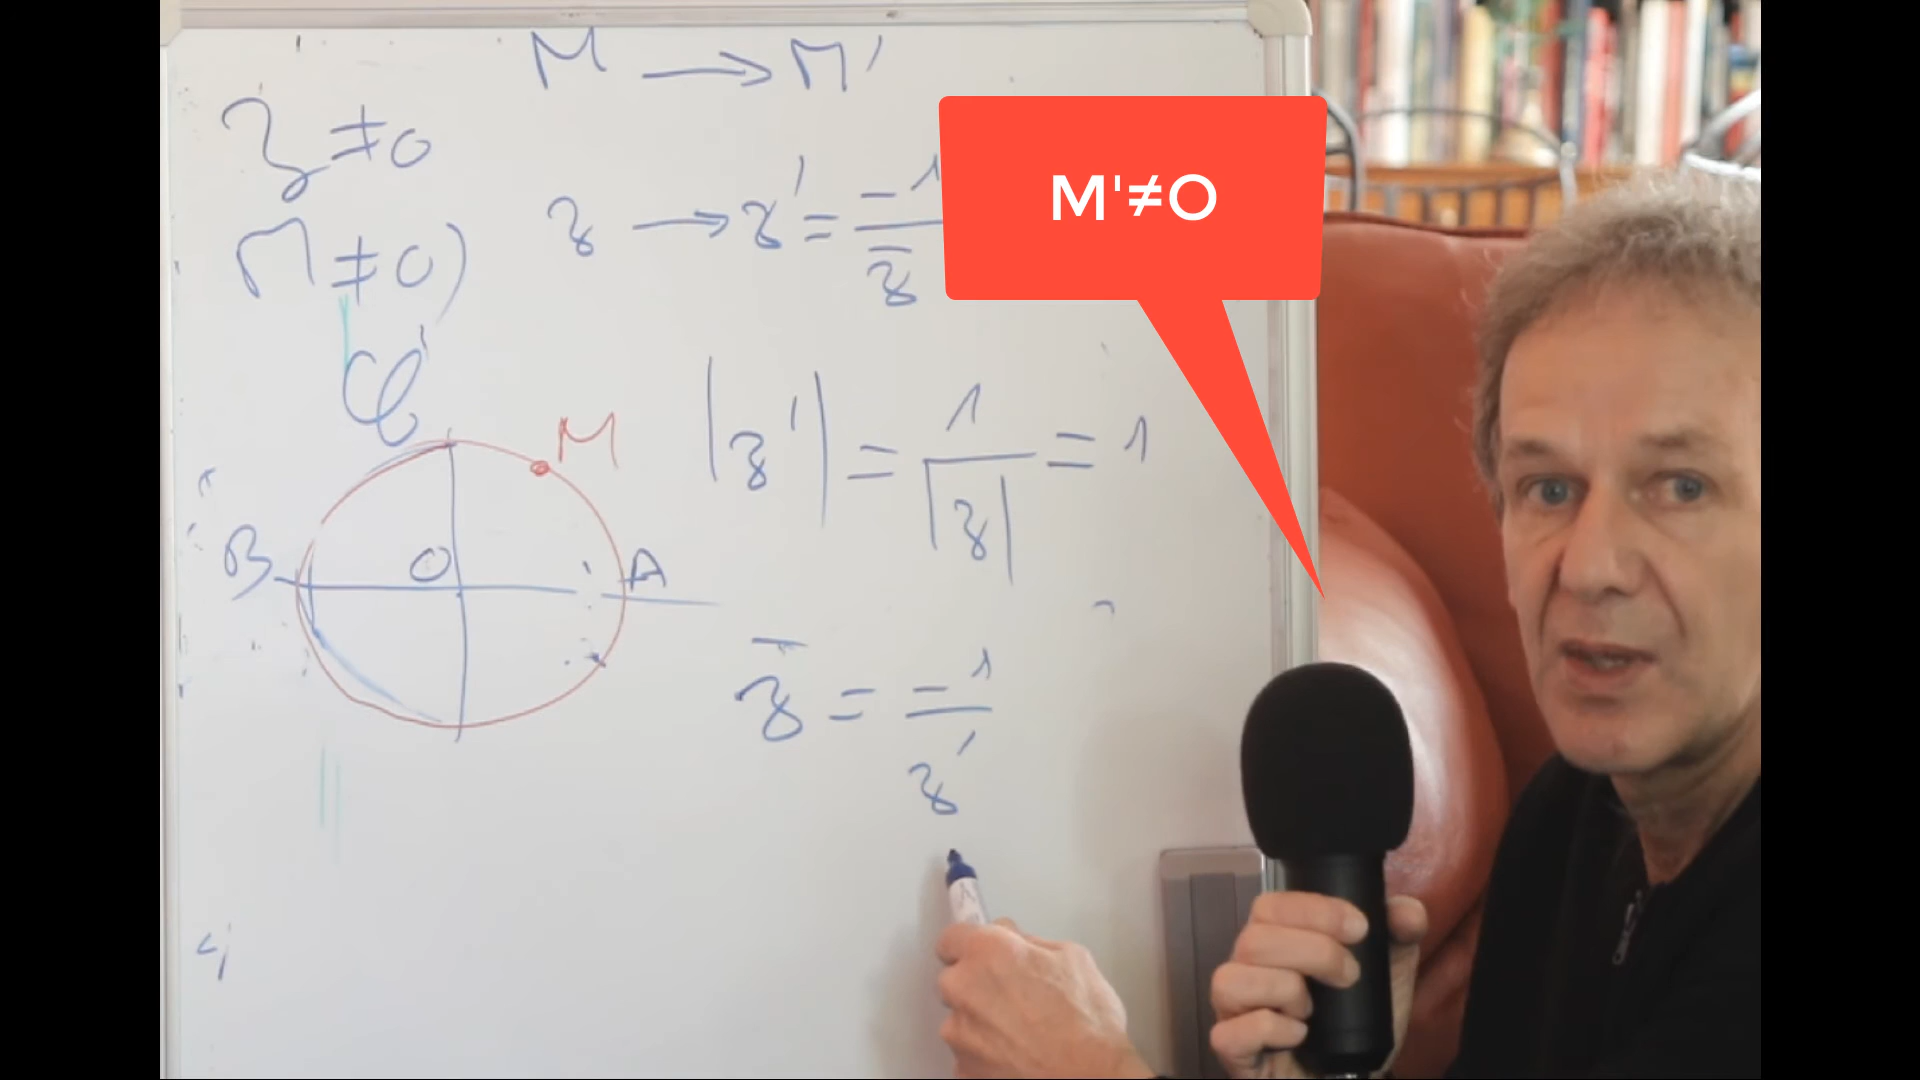 M → M'
z ≠ 0
M ≠ O)
z → z' = -1 / z̄
M'≠O
C'
|z'| = 1 / |z| = 1
M
B O A
z̄ = -1 / z'